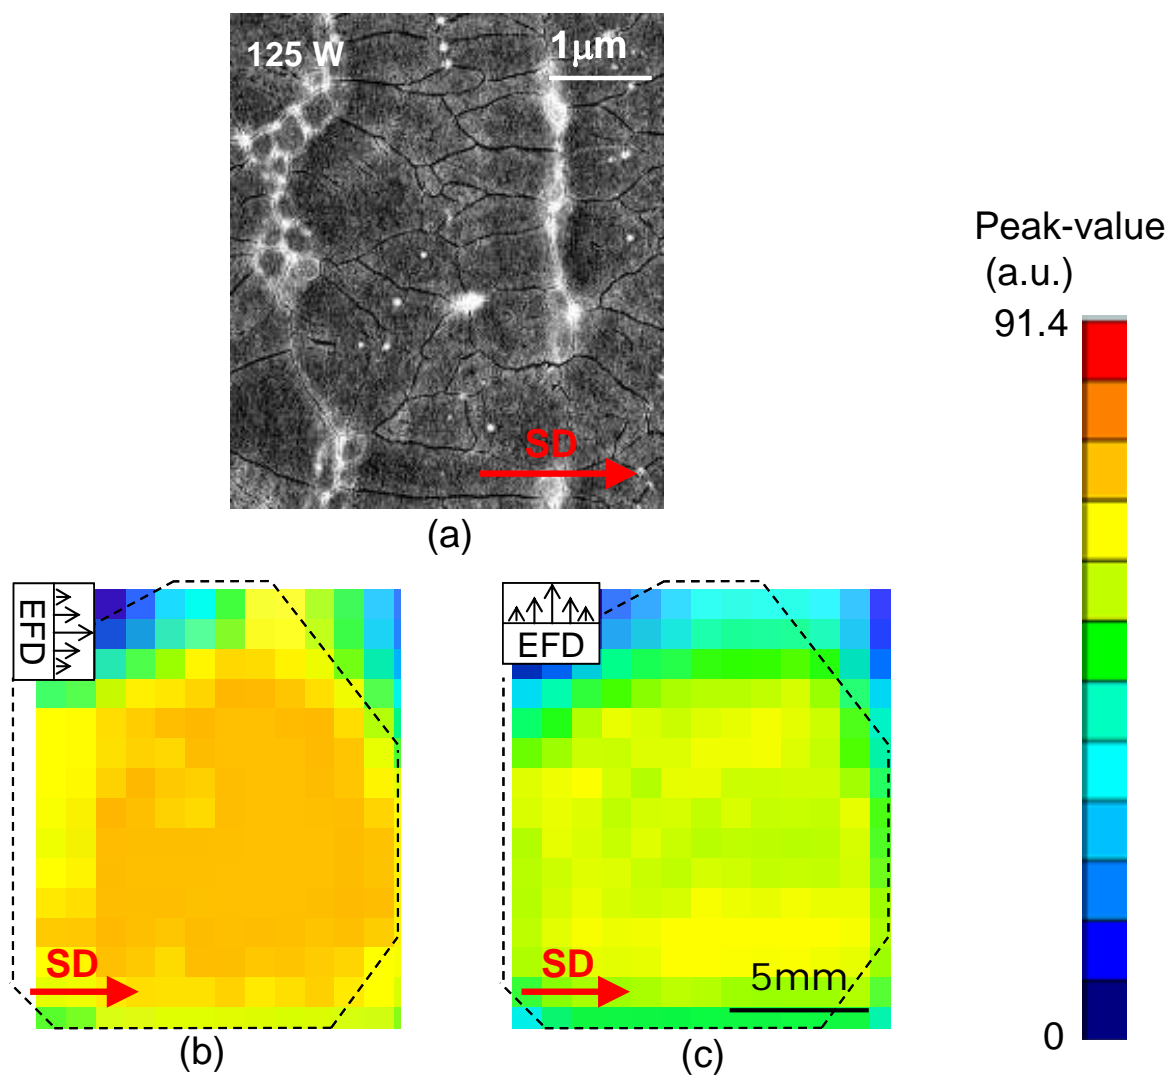 125 W
1μm
SD
(a)
Peak-value
(a.u.)
91.4
0
EFD
SD
(b)
EFD
SD
5mm
(c)